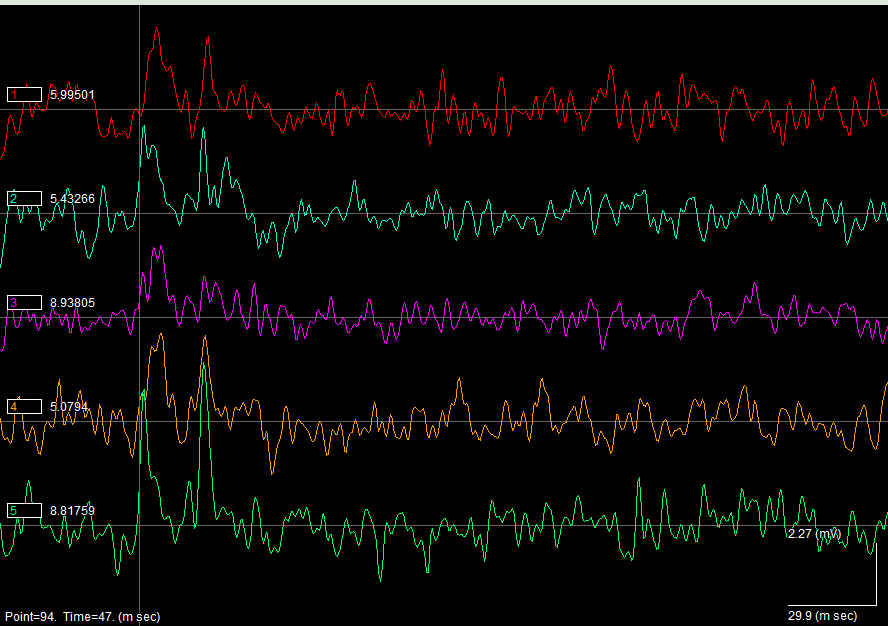 1 5.99501
2 5.43266
3 8.93805
4 5.0794
5 8.81759
2.27 (mV)
Point=94. Time=47. (m sec)
29.9 (m sec)